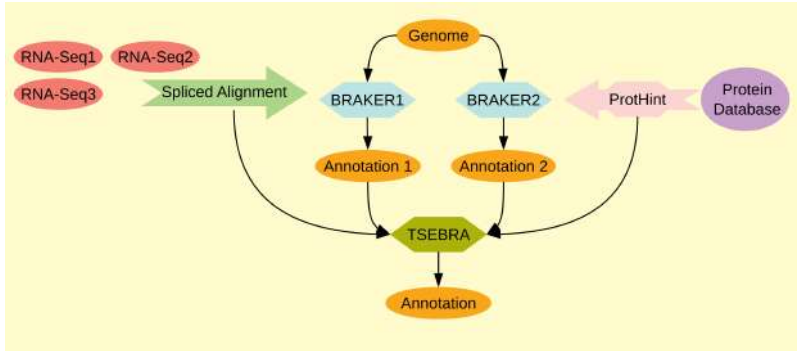 Genome
RNA-Seq1
RNA-Seq2
RNA-Seq3
Spliced Alignment
BRAKER1
BRAKER2
ProtHint
Protein
Database
Annotation 1
Annotation 2
TSEBRA
Annotation